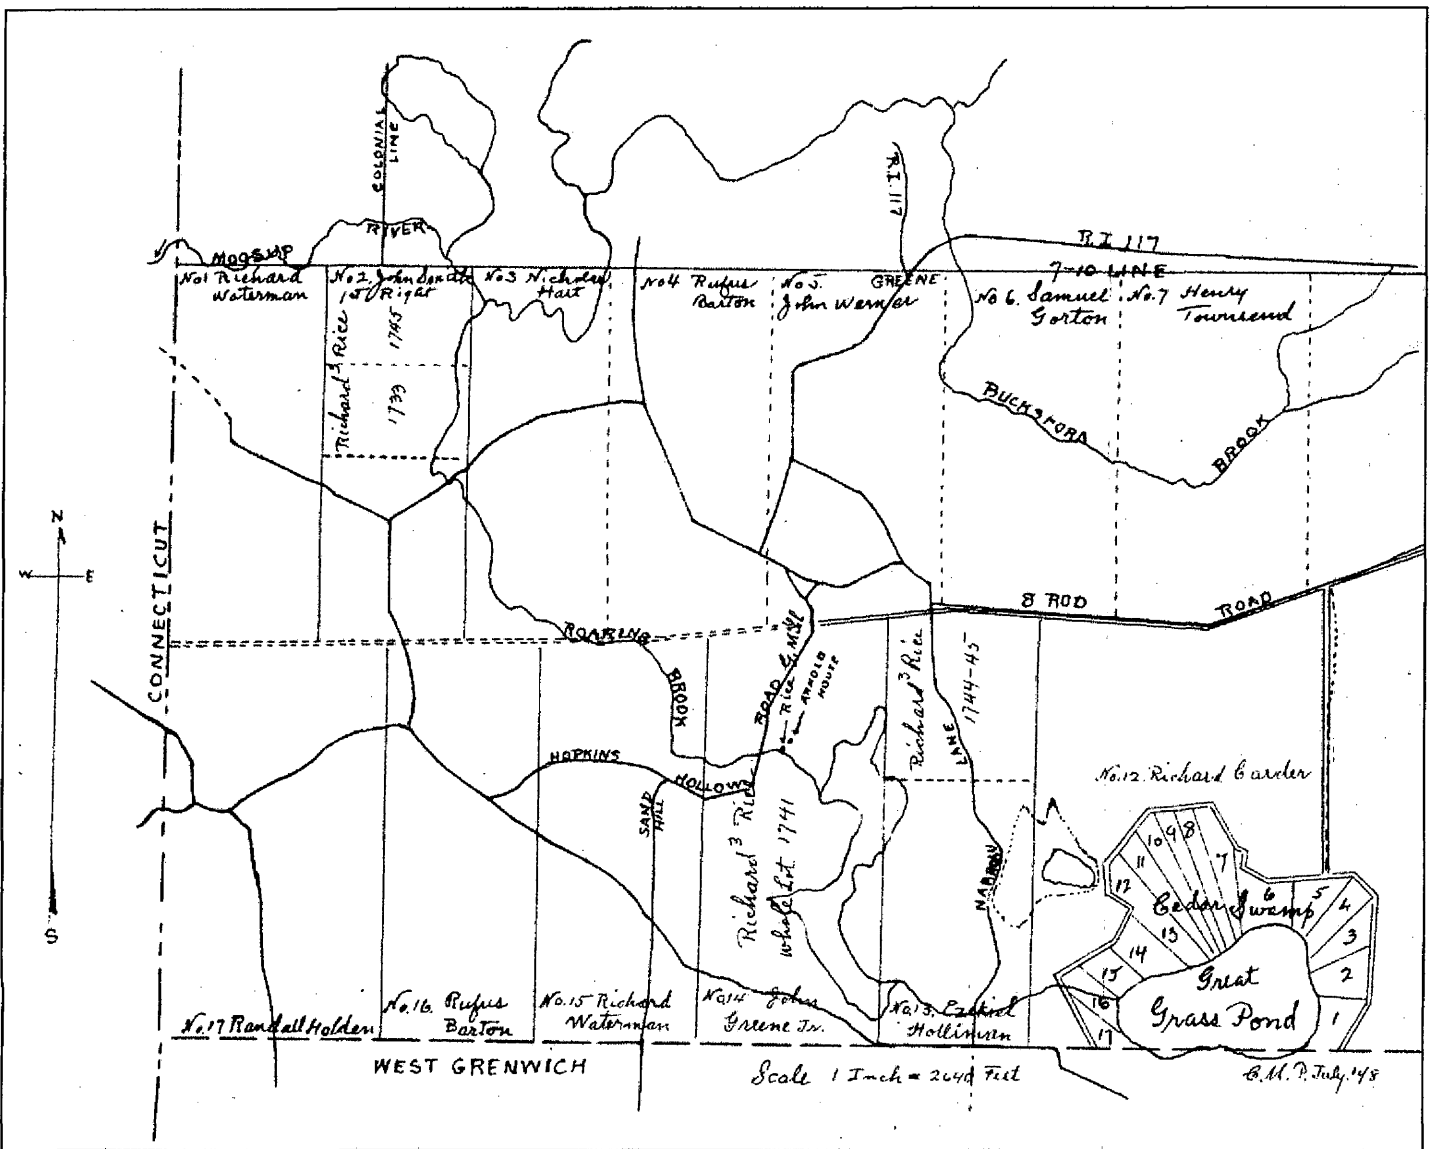 COLONIAL
LINE
R.I. 117
MOOSUP
RIVER
R.I 117
7-10 LINE
No1 Richard
Waterman
No2 John Smith
1st Right
No3 Nicholas
Hart
No4 Rufus
Barton
No5.
John Warner
GREENE
No 6. Samuel
Gorton
No.7 Henry
Townsend
Richard 3 Rice
1745
1733
BUCKSFORD
BROOK
N
W
E
S
CONNECTICUT
8 ROD
ROAD
ROARING
BROOK
ROAD
Rice G. Mill
ARNOLD
HOUSE
Richard 3 Rice
1744-45
LANE
NARROW
HOPKINS
HOLLOW
SAND
HILL
Richard 3 Rice
Whole Lot 1741
No.12. Richard Carder
10 9 8
11 7
12 6 5
Cedar Swamp 4
13 3
14
15 2
16
17 1
Great
Grass Pond
No.17 Randall Holden
No.16. Rufus
Barton
No.15 Richard
Waterman
No14 John
Greene Jr.
No.13. Ezekiel
Holliman
WEST GRENWICH
Scale 1 Inch = 2640 Feet
C.M.P. July.'48